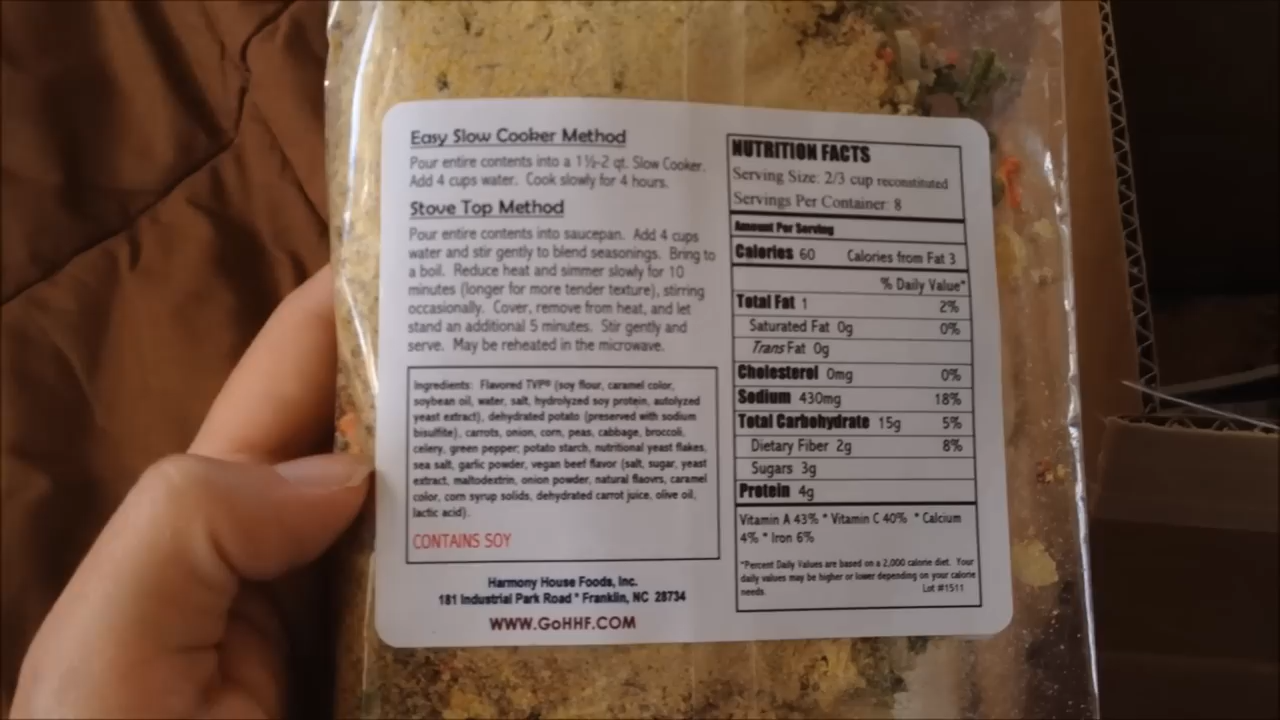 Easy Slow Cooker Method
Pour entire contents into a 1½-2 qt. Slow Cooker.
Add 4 cups water. Cook slowly for 4 hours.
Stove Top Method
Pour entire contents into saucepan. Add 4 cups
water and stir gently to blend seasonings. Bring to
a boil. Reduce heat and simmer slowly for 10
minutes (longer for more tender texture), stirring
occasionally. Cover, remove from heat, and let
stand an additional 5 minutes. Stir gently and
serve. May be reheated in the microwave.
Ingredients: Flavored TVP® (soy flour, caramel color,
soybean oil, water, salt, hydrolyzed soy protein, autolyzed
yeast extract), dehydrated potato (preserved with sodium
bisulfite), carrots, onion, corn, peas, cabbage, broccoli,
celery, green pepper, potato starch, nutritional yeast flakes,
sea salt, garlic powder, vegan beef flavor (salt, sugar, yeast
extract, maltodextrin, onion powder, natural flaovrs, caramel
color, corn syrup solids, dehydrated carrot juice, olive oil,
lactic acid).
CONTAINS SOY
Harmony House Foods, Inc.
181 Industrial Park Road * Franklin, NC 28734
WWW.GoHHF.COM
NUTRITION FACTS
Serving Size: 2/3 cup reconstituted
Servings Per Container: 8
Amount Per Serving
Calories 60 Calories from Fat 3
% Daily Value*
Total Fat 1 2%
Saturated Fat 0g 0%
Trans Fat 0g
Cholesterol 0mg 0%
Sodium 430mg 18%
Total Carbohydrate 15g 5%
Dietary Fiber 2g 8%
Sugars 3g
Protein 4g
Vitamin A 43% * Vitamin C 40% * Calcium
4% * Iron 6%
*Percent Daily Values are based on a 2,000 calorie diet. Your
daily values may be higher or lower depending on your calorie
needs. Lot #1511